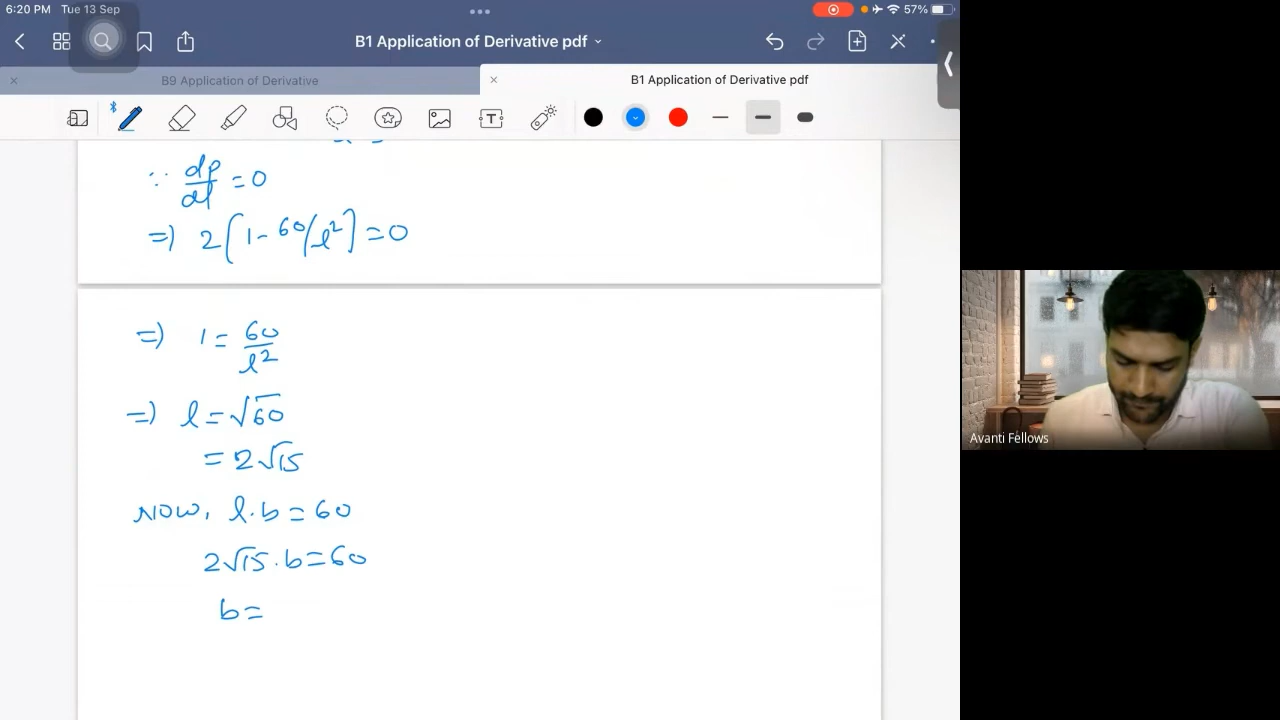 6:20 PM Tue 13 Sep
57%
B1 Application of Derivative pdf
B9 Application of Derivative
B1 Application of Derivative pdf
∵ dp/dl = 0
=) 2[1 - 60/l²] = 0
=) 1 = 60/l²
=) l = √60
= 2√15
NOW, l·b = 60
2√15·b = 60
b =
Avanti Fellows